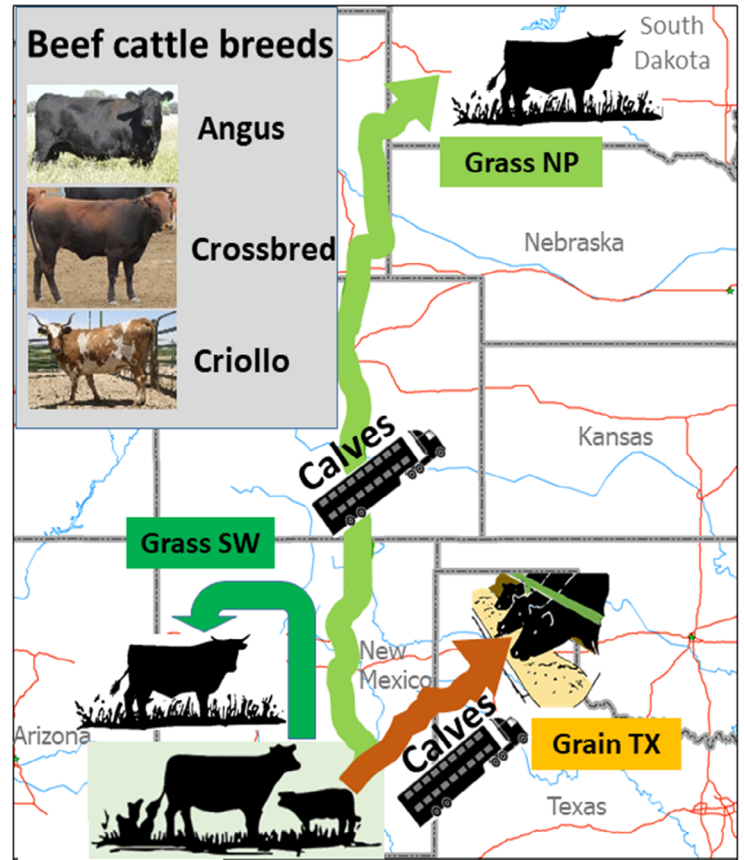 Beef cattle breeds
Angus
Crossbred
Criollo
South
Dakota
Grass NP
Nebraska
Calves
Kansas
Grass SW
New
Mexico
Arizona
Calves
Grain TX
Texas